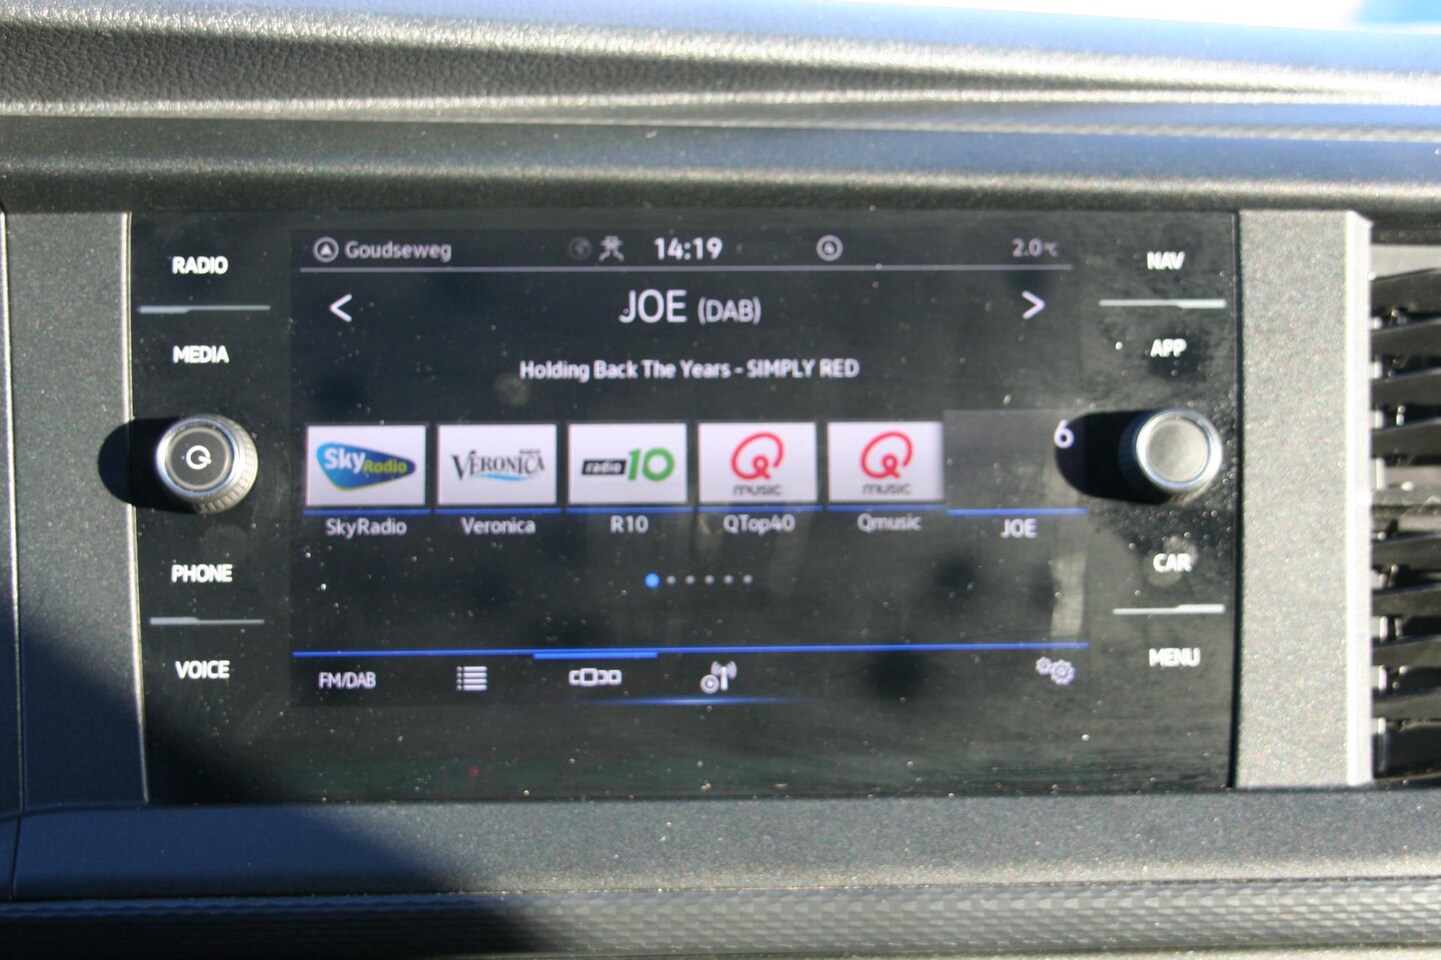 RADIO
MEDIA
PHONE
VOICE
Goudseweg
14:19
2.0°C
< JOE (DAB) >
Holding Back The Years - SIMPLY RED
Sky Radio
VERONICA
radio 10
Q music
Q music
6
SkyRadio
Veronica
R10
QTop40
Qmusic
JOE
FM/DAB
NAV
APP
CAR
MENU